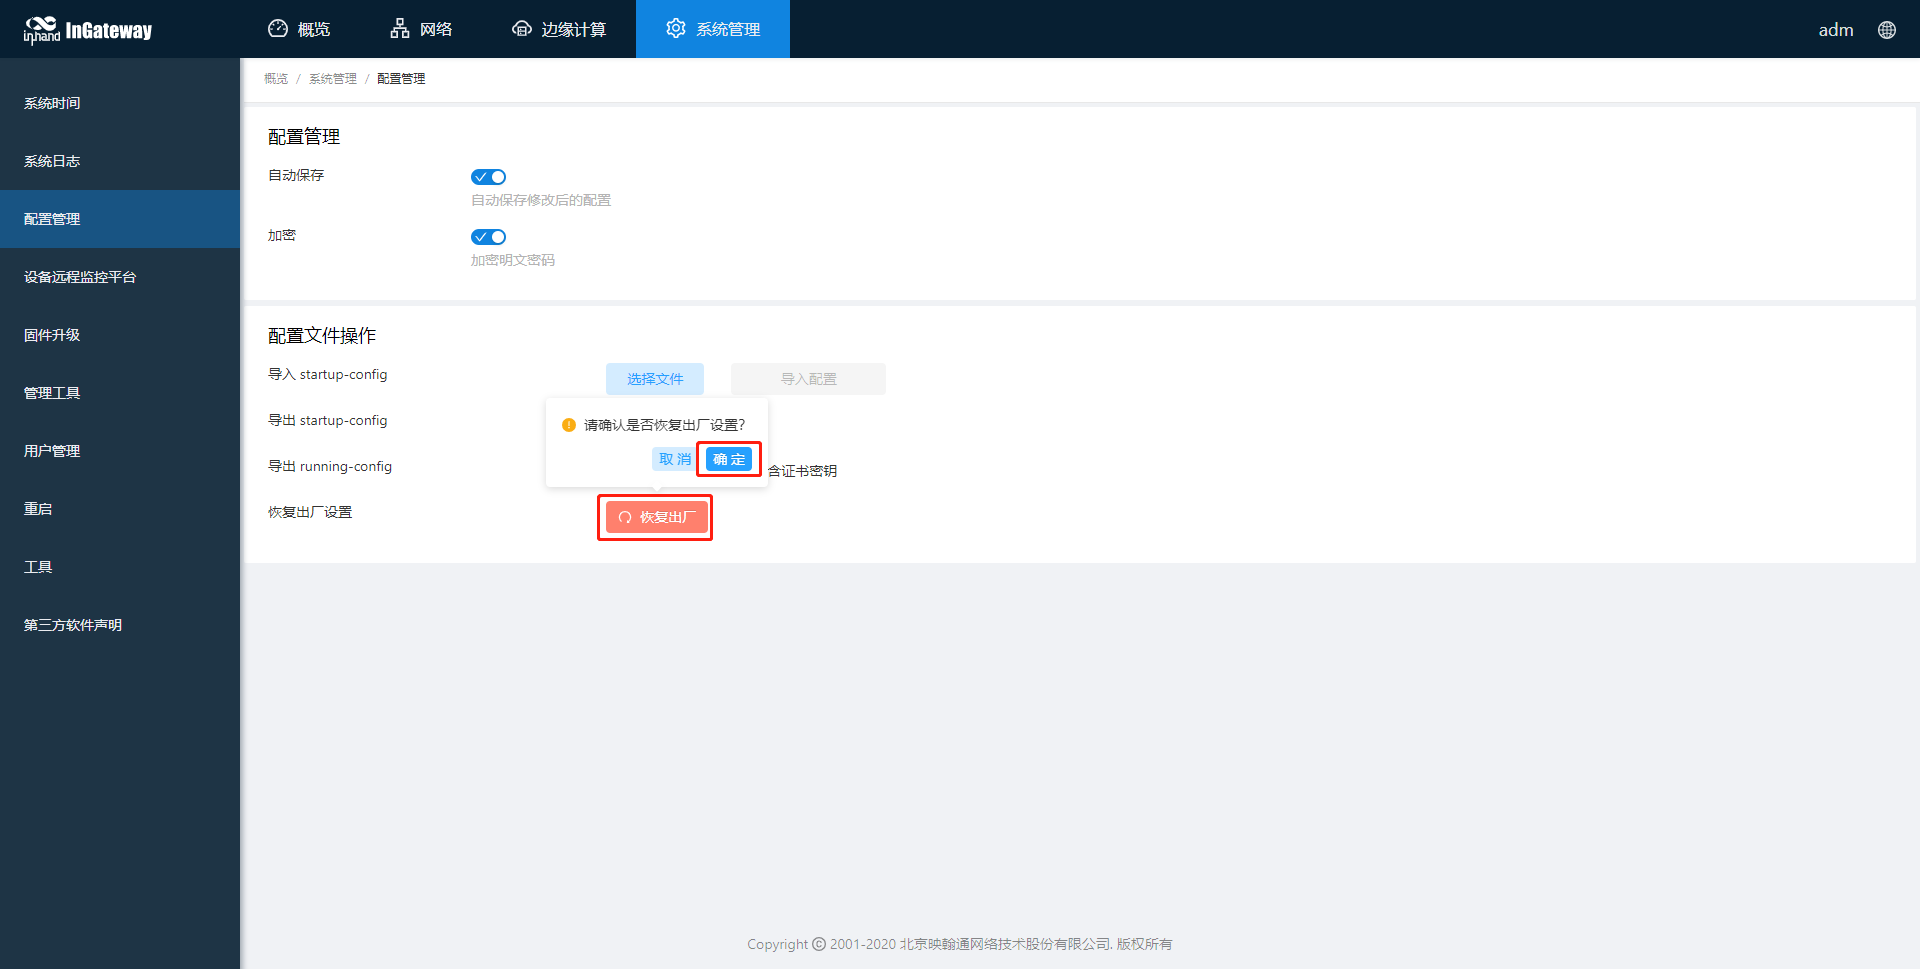 inhand InGateway
概览
网络
边缘计算
系统管理
adm
系统时间
系统日志
配置管理
设备远程监控平台
固件升级
管理工具
用户管理
重启
工具
第三方软件声明
概览 / 系统管理 / 配置管理
配置管理
自动保存
自动保存修改后的配置
加密
加密明文密码
配置文件操作
导入 startup-config
选择文件
导入配置
导出 startup-config
请确认是否恢复出厂设置?
取 消
确 定
导出 running-config
含证书密钥
恢复出厂设置
恢复出厂
Copyright © 2001-2020 北京映翰通网络技术股份有限公司. 版权所有